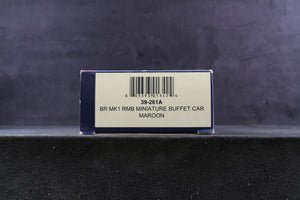 39-261A
BR MK1 RMB MINIATURE BUFFET CAR
MAROON